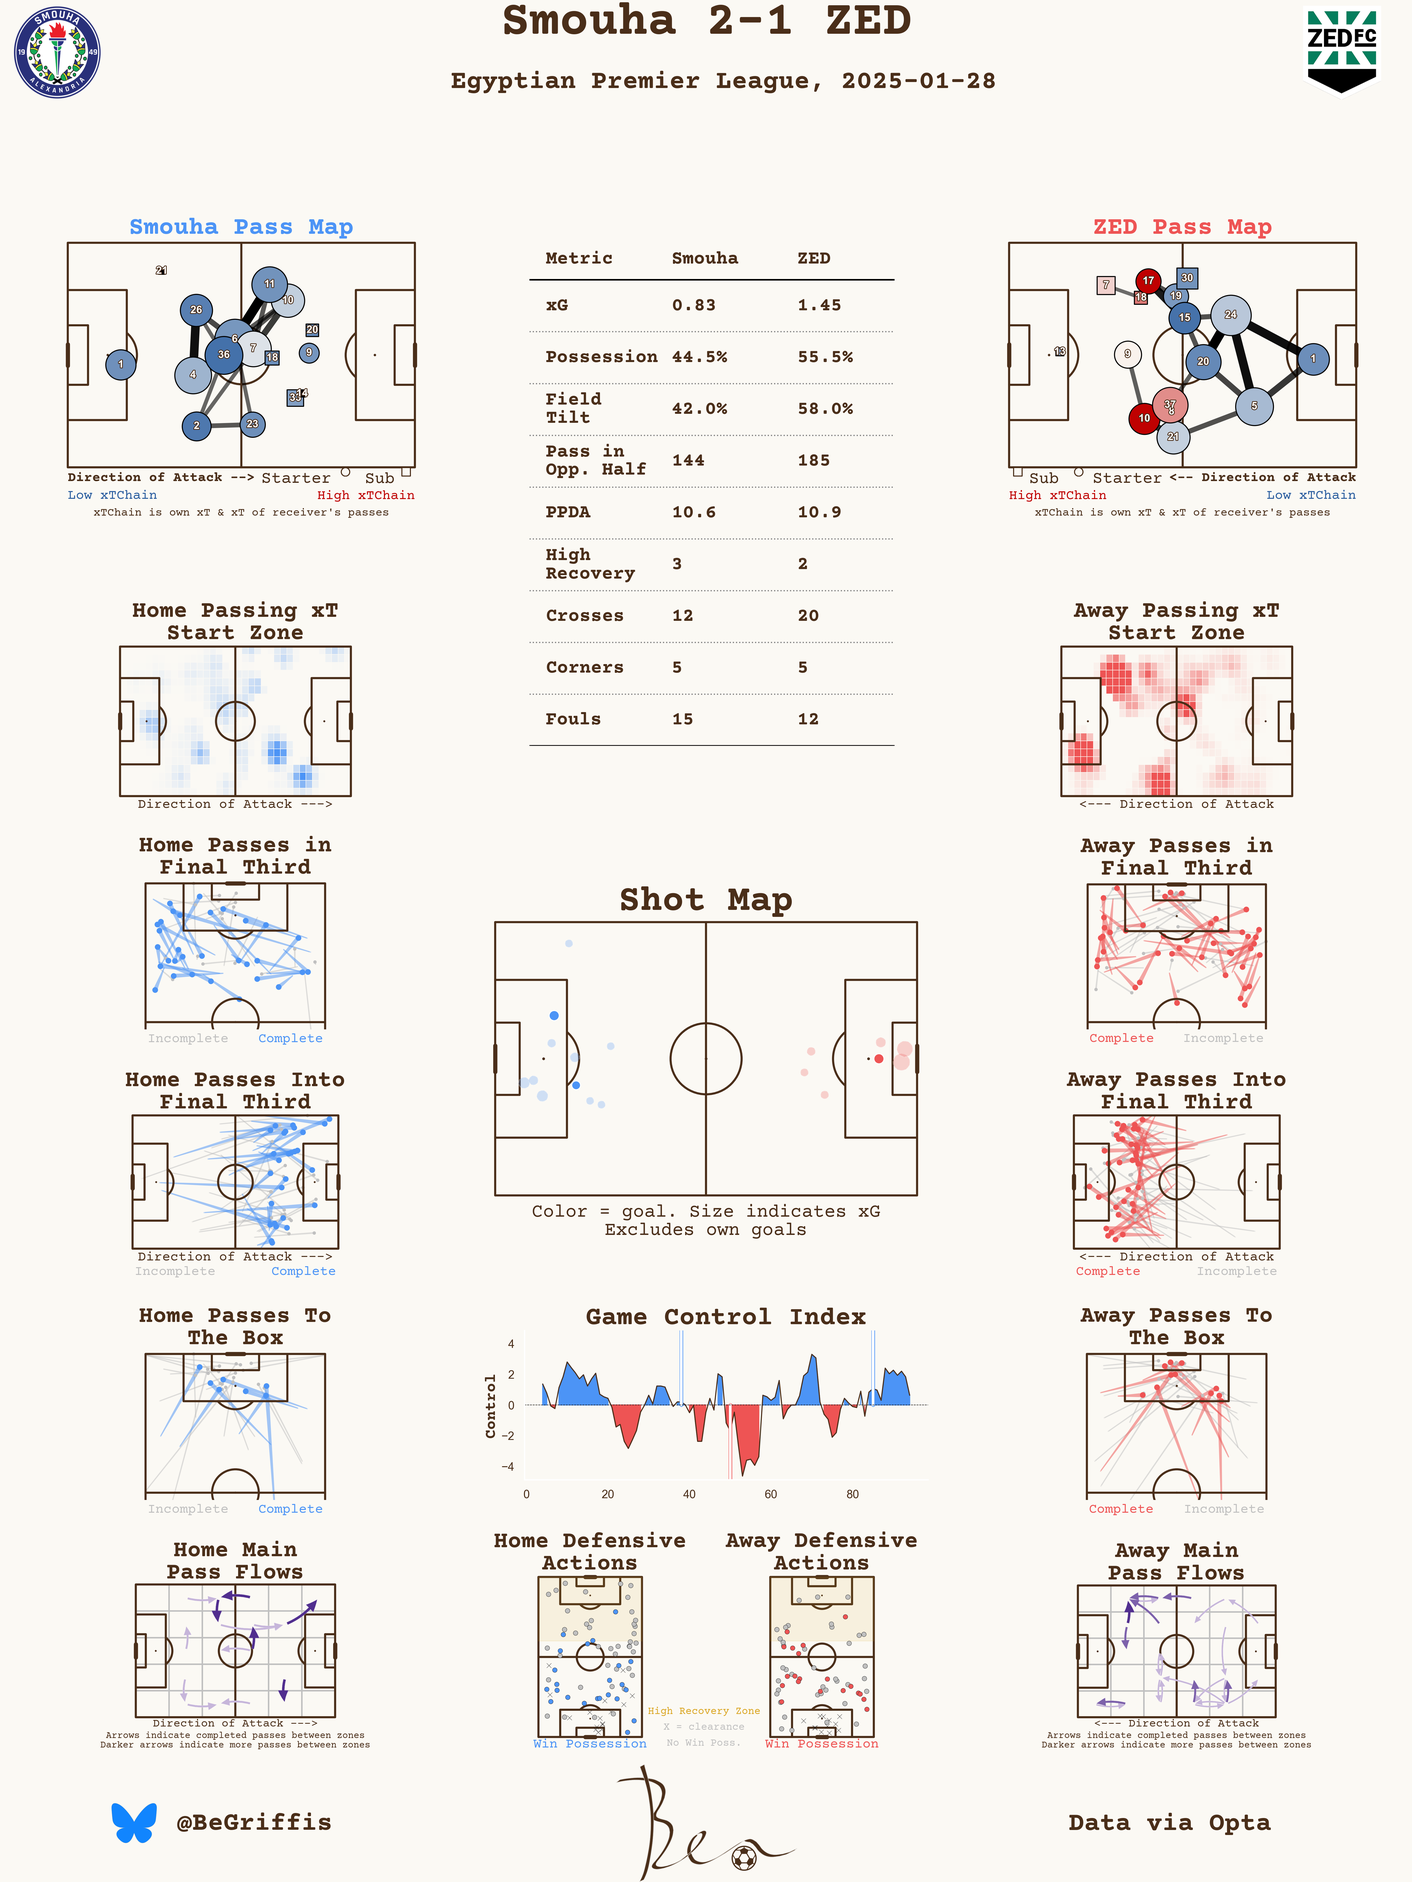 Smouha 2-1 ZED
Egyptian Premier League, 2025-01-28
SMOUHA
19 49
ALEXANDRIA
ZEDFC
Smouha Pass Map
21
11
10
26
6
20
36
7
18
9
1
4
14
2
23
Direction of Attack --> Starter Sub
Low xTChain High xTChain
xTChain is own xT & xT of receiver's passes
Metric Smouha ZED
xG 0.83 1.45
Possession 44.5% 55.5%
Field
Tilt 42.0% 58.0%
Pass in
Opp. Half 144 185
PPDA 10.6 10.9
High
Recovery 3 2
Crosses 12 20
Corners 5 5
Fouls 15 12
ZED Pass Map
17
30
7
18
19
15
24
13
9
20
1
37
8
10
5
21
Sub Starter <-- Direction of Attack
High xTChain Low xTChain
xTChain is own xT & xT of receiver's passes
Home Passing xT
Start Zone
Direction of Attack --->
Away Passing xT
Start Zone
<--- Direction of Attack
Home Passes in
Final Third
Incomplete Complete
Away Passes in
Final Third
Complete Incomplete
Shot Map
Color = goal. Size indicates xG
Excludes own goals
Home Passes Into
Final Third
Direction of Attack --->
Incomplete Complete
Away Passes Into
Final Third
<--- Direction of Attack
Complete Incomplete
Home Passes To
The Box
Incomplete Complete
Game Control Index
Control
4
2
0
−2
−4
0 20 40 60 80
Away Passes To
The Box
Complete Incomplete
Home Main
Pass Flows
Direction of Attack --->
Arrows indicate completed passes between zones
Darker arrows indicate more passes between zones
Home Defensive
Actions
Win Possession
High Recovery Zone
X = clearance
No Win Poss.
Away Defensive
Actions
Win Possession
Away Main
Pass Flows
<--- Direction of Attack
Arrows indicate completed passes between zones
Darker arrows indicate more passes between zones
@BeGriffis
Ben
Data via Opta